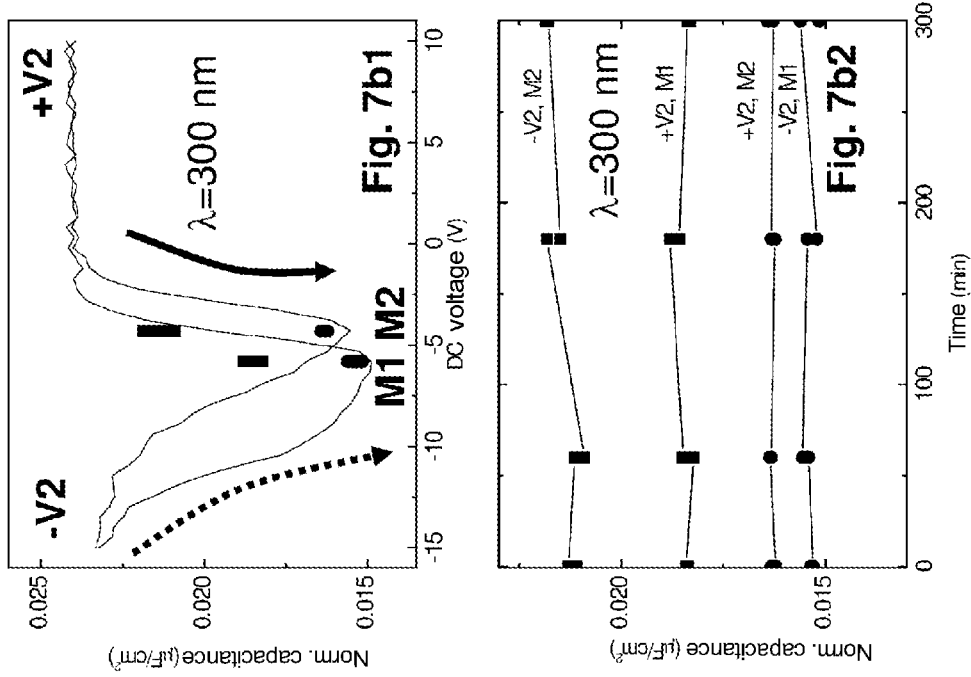 -V2
+V2
λ=300 nm
M1 M2
Fig. 7b1
0.025
0.020
0.015
-15
-10
-5
0
5
10
Norm. capacitance (μF/cm²)
DC voltage (V)
-V2, M2
λ=300 nm
+V2, M1
+V2, M2
-V2, M1
Fig. 7b2
0.020
0.015
0
100
200
300
Norm. capacitance (μF/cm²)
Time (min)